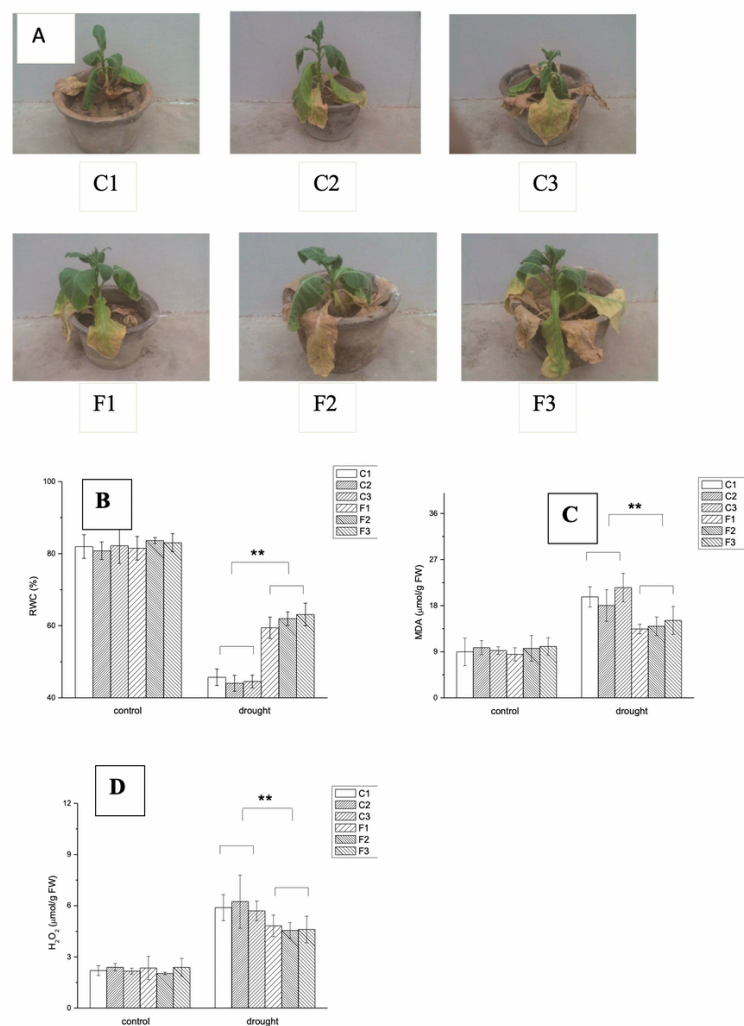 A
C1
C2
C3
F1
F2
F3
B
C1
C2
C3
F1
F2
F3
100
80
60
40
RWC (%)
**
control
drought
C
C1
C2
C3
F1
F2
F3
36
27
18
9
0
MDA (μmol/g FW)
**
control
drought
D
C1
C2
C3
F1
F2
F3
12
9
6
3
0
H₂O₂ (μmol/g FW)
**
control
drought